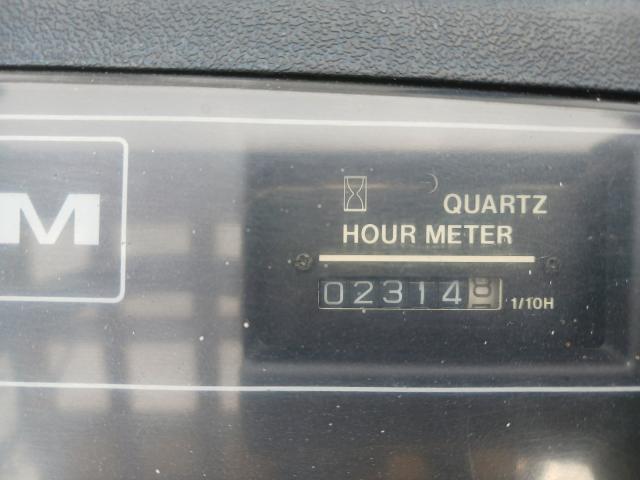 M
QUARTZ
HOUR METER
023148 1/10H